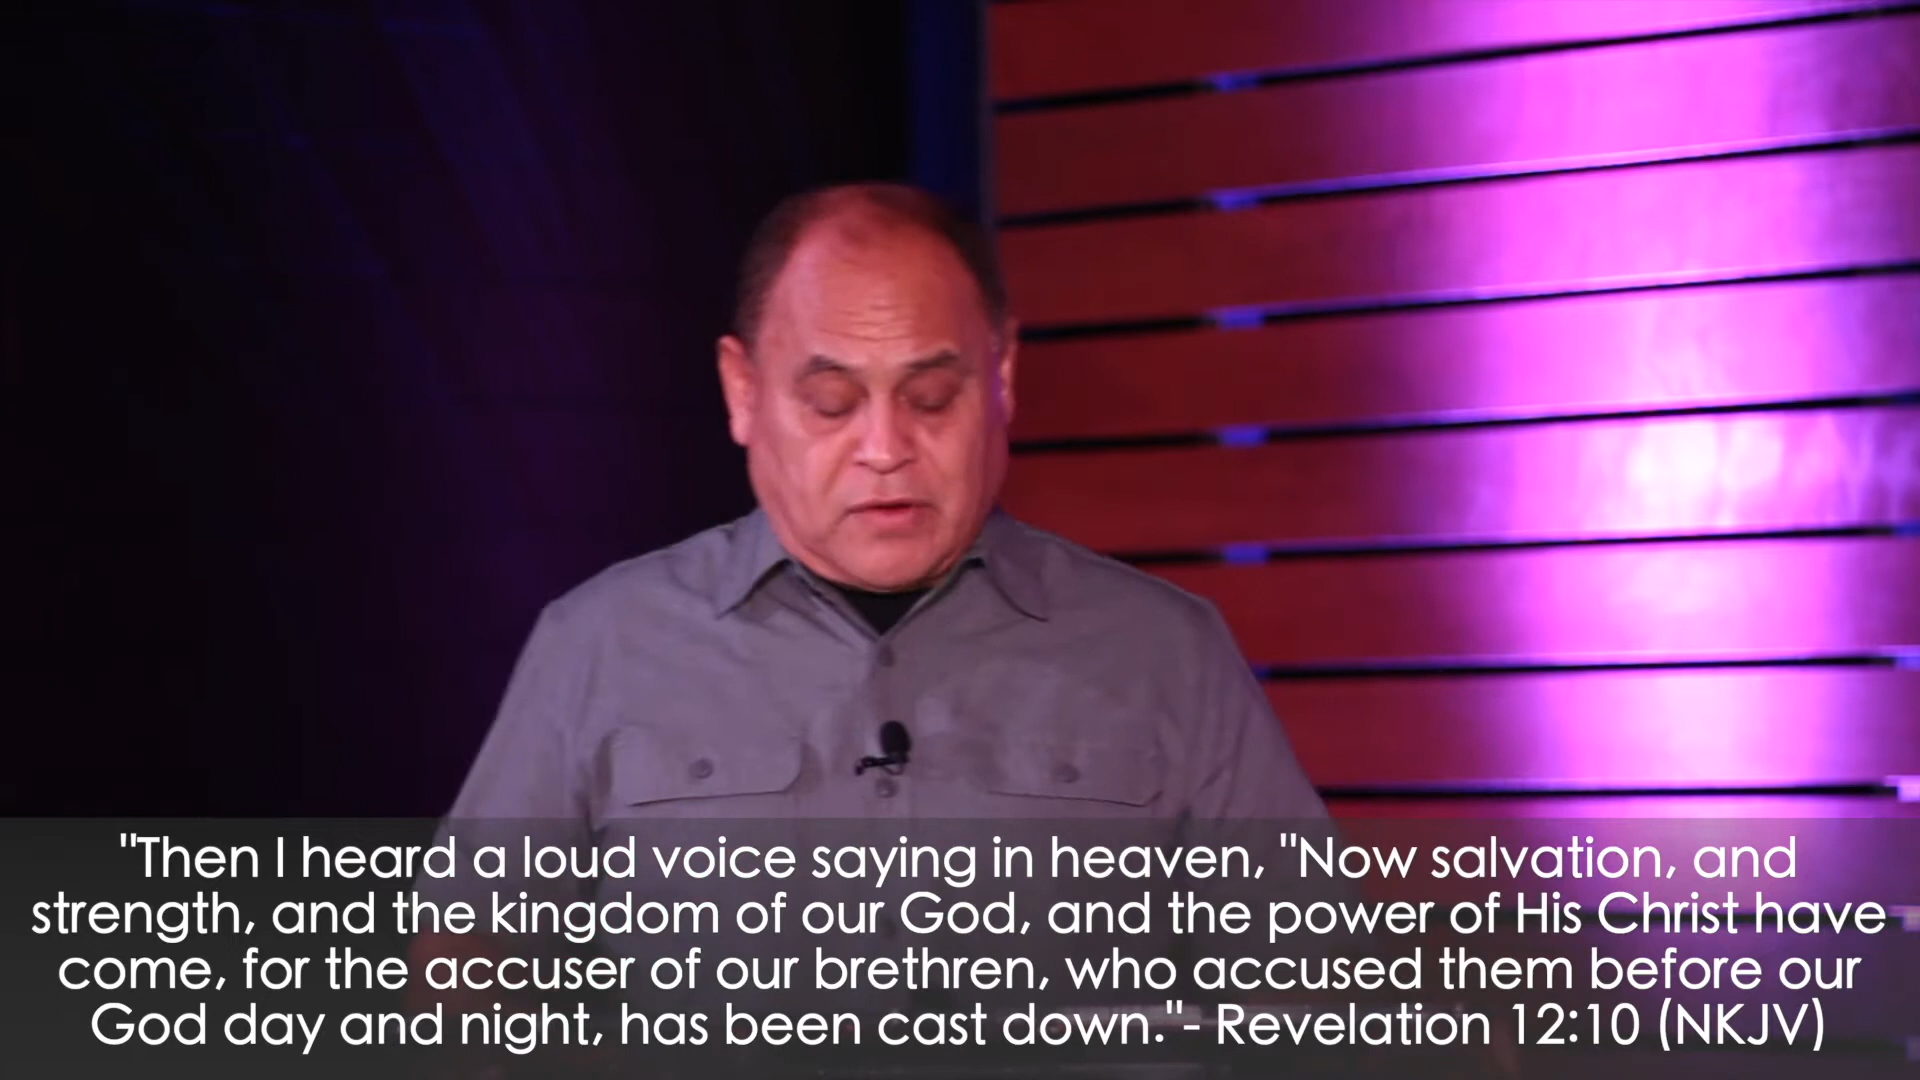 "Then I heard a loud voice saying in heaven, "Now salvation, and
strength, and the kingdom of our God, and the power of His Christ have
come, for the accuser of our brethren, who accused them before our
God day and night, has been cast down."- Revelation 12:10 (NKJV)